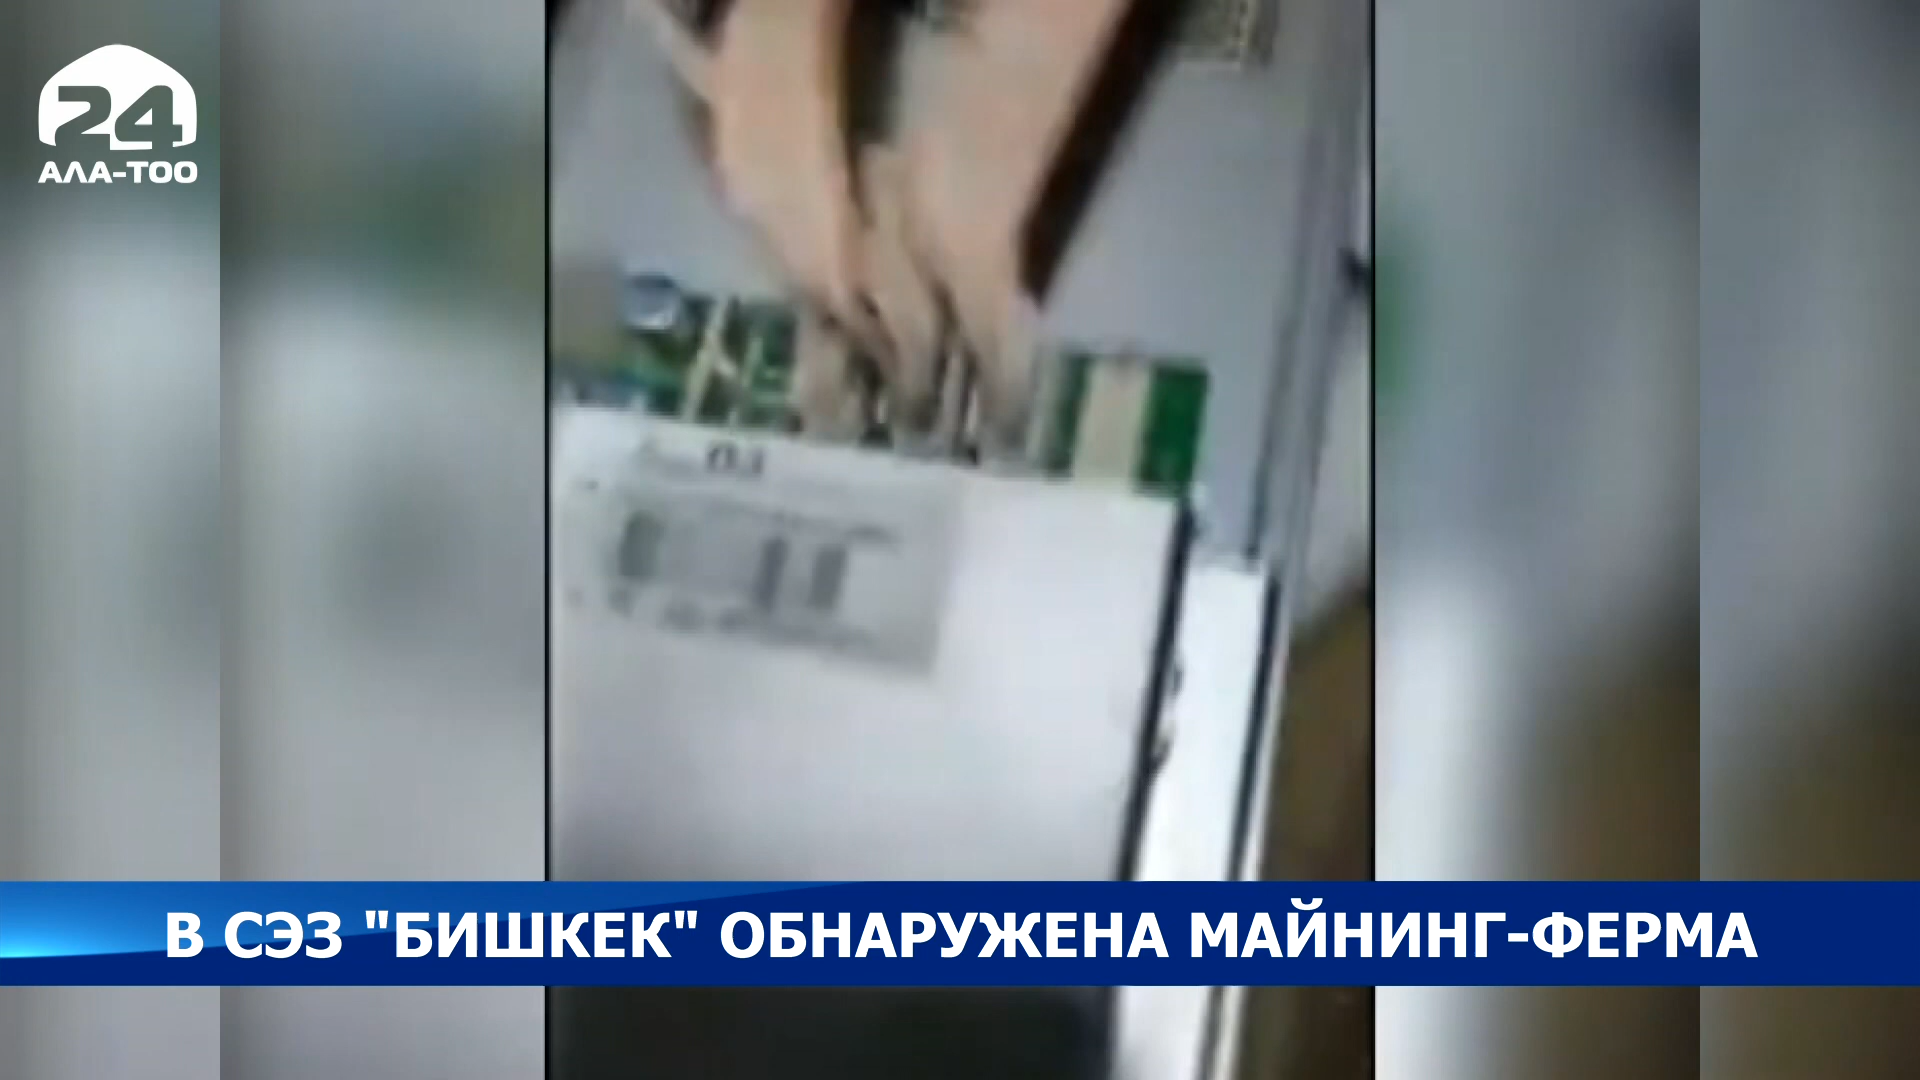 24
АЛА-ТОО
В СЭЗ "БИШКЕК" ОБНАРУЖЕНА МАЙНИНГ-ФЕРМА